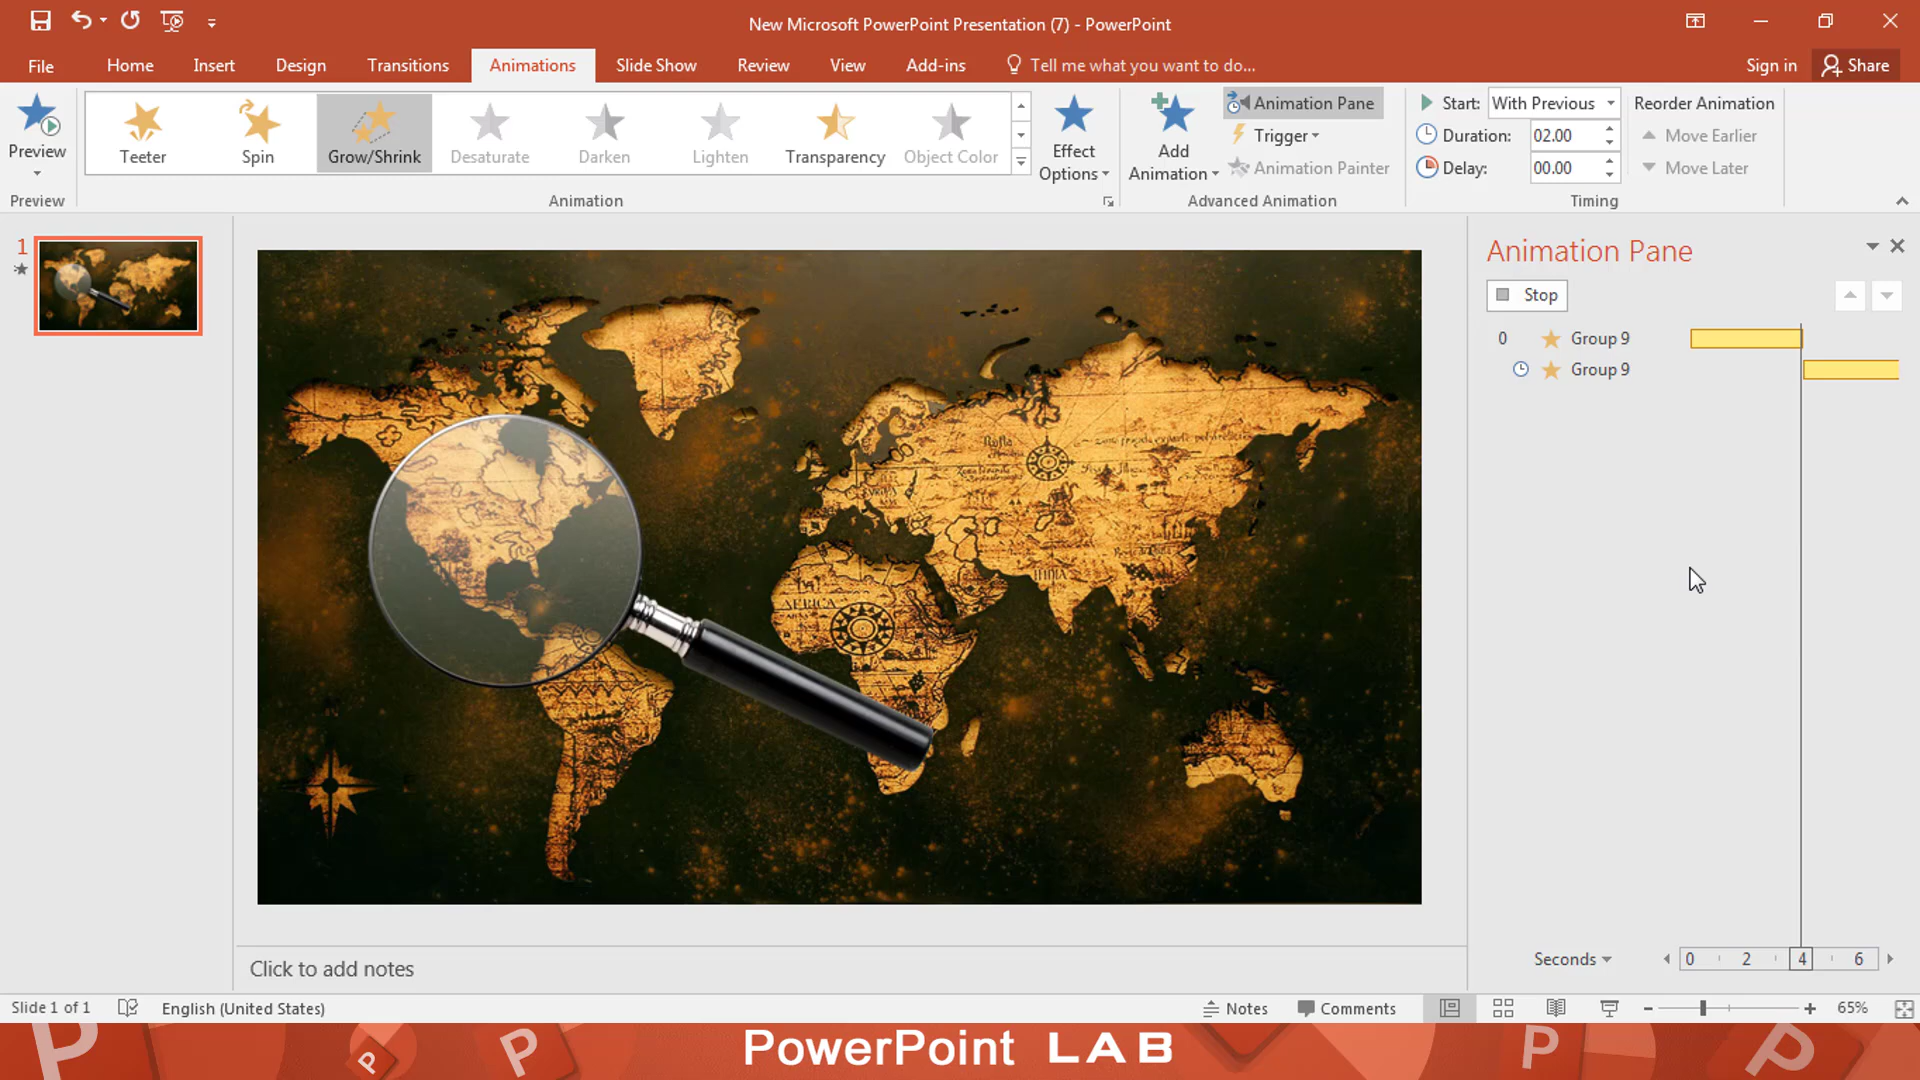 New Microsoft PowerPoint Presentation (7) - PowerPoint
File Home Insert Design Transitions Animations Slide Show Review View Add-ins Tell me what you want to do... Sign in Share
Preview
Teeter Spin Grow/Shrink Desaturate Darken Lighten Transparency Object Color
Effect Options
Add Animation
Animation Pane
Trigger
Animation Painter
Start: With Previous
Duration: 02.00
Delay: 00.00
Reorder Animation
Move Earlier
Move Later
Preview Animation Advanced Animation Timing
1
Animation Pane
Stop
0 Group 9
Group 9
AFRICA
INDIA
Seconds 0 2 4 6
Click to add notes
Slide 1 of 1 English (United States) Notes Comments 65%
P P P PowerPoint LAB P P